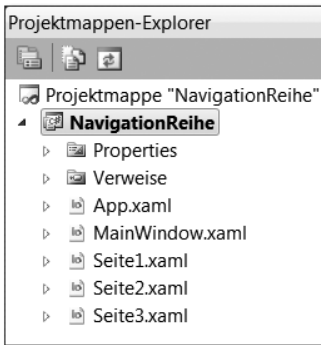 Projektmappen-Explorer
Projektmappe "NavigationReihe"
NavigationReihe
Properties
Verweise
App.xaml
MainWindow.xaml
Seite1.xaml
Seite2.xaml
Seite3.xaml